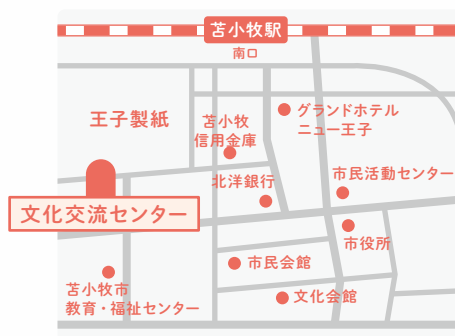 苫小牧駅
南口
王子製紙
苫小牧
信用金庫
グランドホテル
ニュー王子
北洋銀行
市民活動センター
文化交流センター
市役所
市民会館
苫小牧市
教育・福祉センター
文化会館